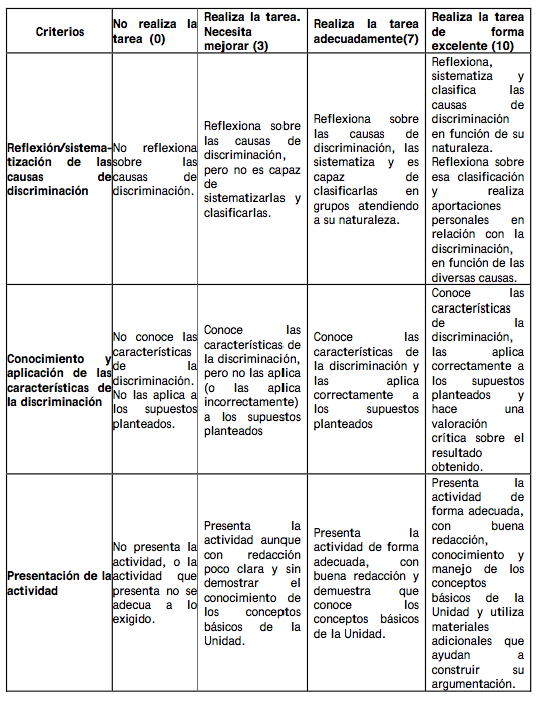 Criterios
No realiza la
tarea (0)
Realiza la tarea.
Necesita
mejorar (3)
Realiza la tarea
adecuadamente(7)
Realiza la tarea
de forma
excelente (10)
Reflexión/sistema-
tización de las
causas de
discriminación
No reflexiona
sobre las
causas de
discriminación.
Reflexiona sobre
las causas de
discriminación,
pero no es capaz
de
sistematizarlas y
clasificarlas.
Reflexiona sobre
las causas de
discriminación, las
sistematiza y es
capaz de
clasificarlas en
grupos atendiendo
a su naturaleza.
Reflexiona,
sistematiza y
clasifica las
causas de
discriminación
en función de su
naturaleza.
Reflexiona sobre
esa clasificación
y realiza
aportaciones
personales en
relación con la
discriminación,
en función de las
diversas causas.
Conocimiento y
aplicación de las
características de
la discriminación
No conoce las
características
de la
discriminación.
No las aplica a
los supuestos
planteados.
Conoce las
características de
la discriminación,
pero no las aplica
(o las aplica
incorrectamente)
a los supuestos
planteados
Conoce las
características de
la discriminación y
las aplica
correctamente a
los supuestos
planteados
Conoce las
características
de la
discriminación,
las aplica
correctamente a
los supuestos
planteados y
hace una
valoración
crítica sobre el
resultado
obtenido.
Presentación de la
actividad
No presenta la
actividad, o la
actividad que
presenta no se
adecua a lo
exigido.
Presenta la
actividad aunque
con redacción
poco clara y sin
demostrar el
conocimiento de
los conceptos
básicos de la
Unidad.
Presenta la
actividad de forma
adecuada, con
buena redacción y
demuestra que
conoce los
conceptos básicos
de la Unidad.
Presenta la
actividad de
forma adecuada,
con buena
redacción,
conocimiento y
manejo de los
conceptos
básicos de la
Unidad y utiliza
materiales
adicionales que
ayudan a
construir su
argumentación.